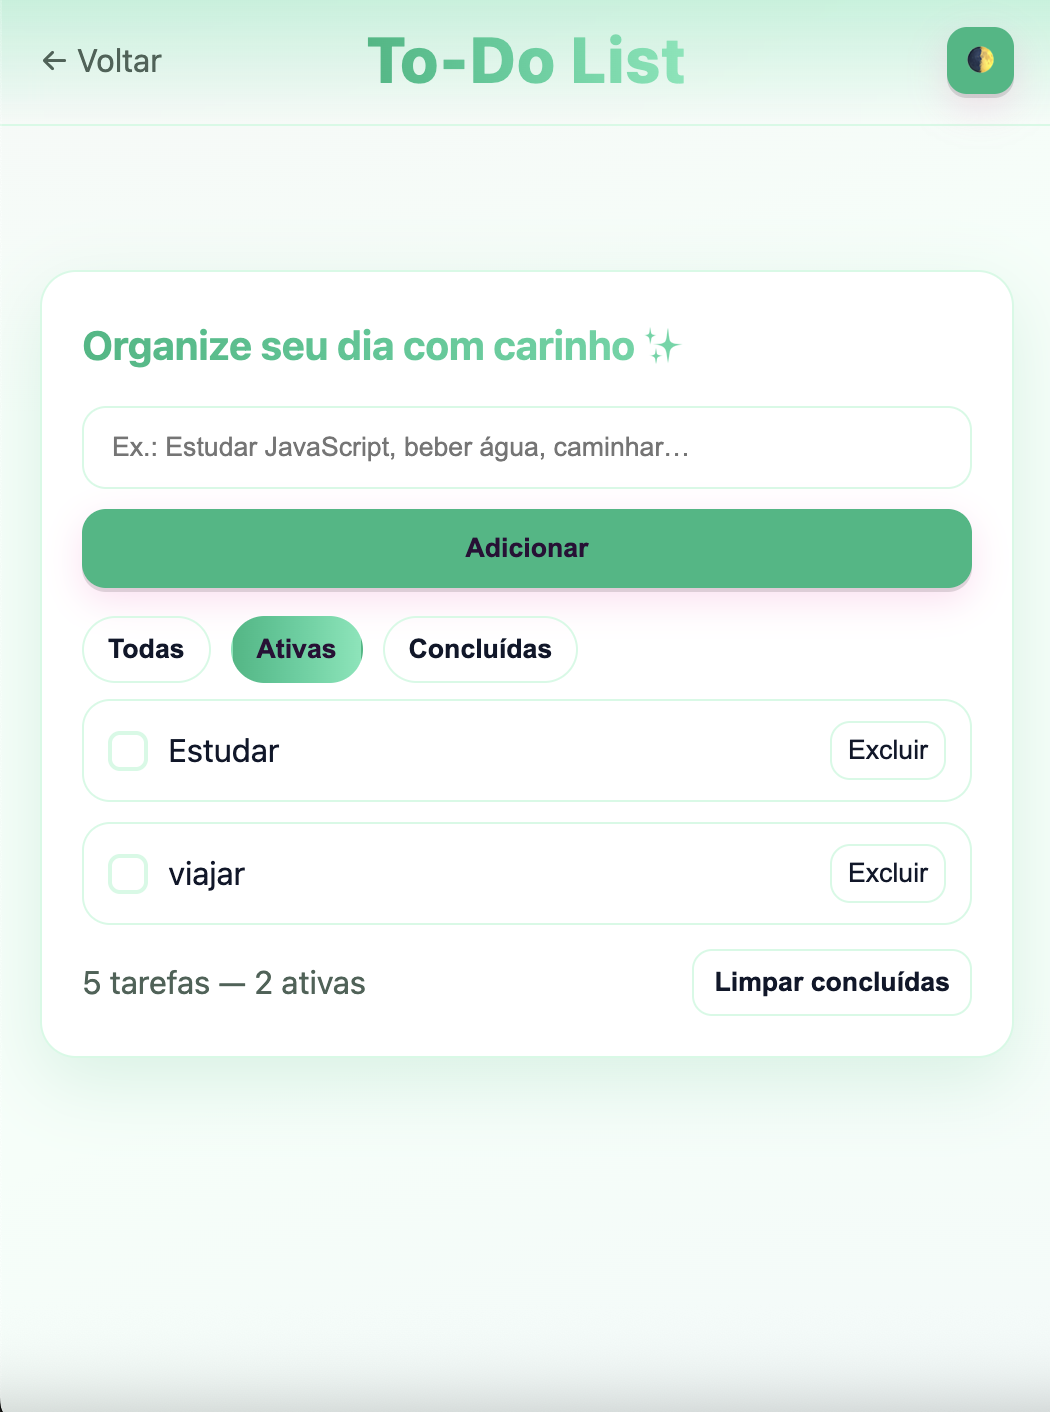 ← Voltar
To-Do List
Organize seu dia com carinho ✨
Ex.: Estudar JavaScript, beber água, caminhar…
Adicionar
Todas
Ativas
Concluídas
Estudar
Excluir
viajar
Excluir
5 tarefas — 2 ativas
Limpar concluídas